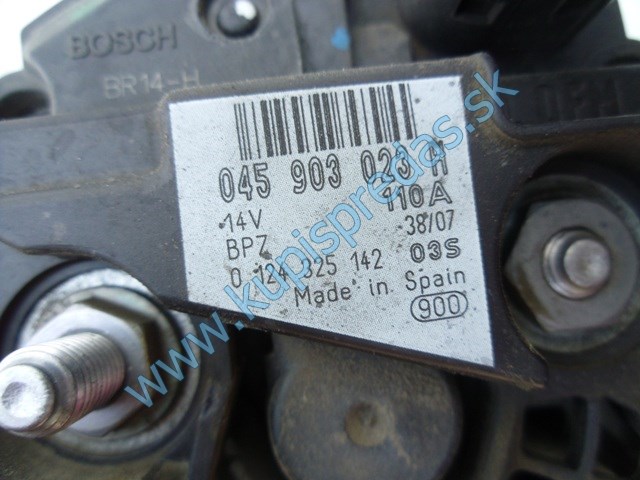 BOSCH
BR14-H
045 903 023 H
110A
14V
38/07
BPZ
0 124 325 142 03S
Made in Spain
900
www.kupispredas.sk